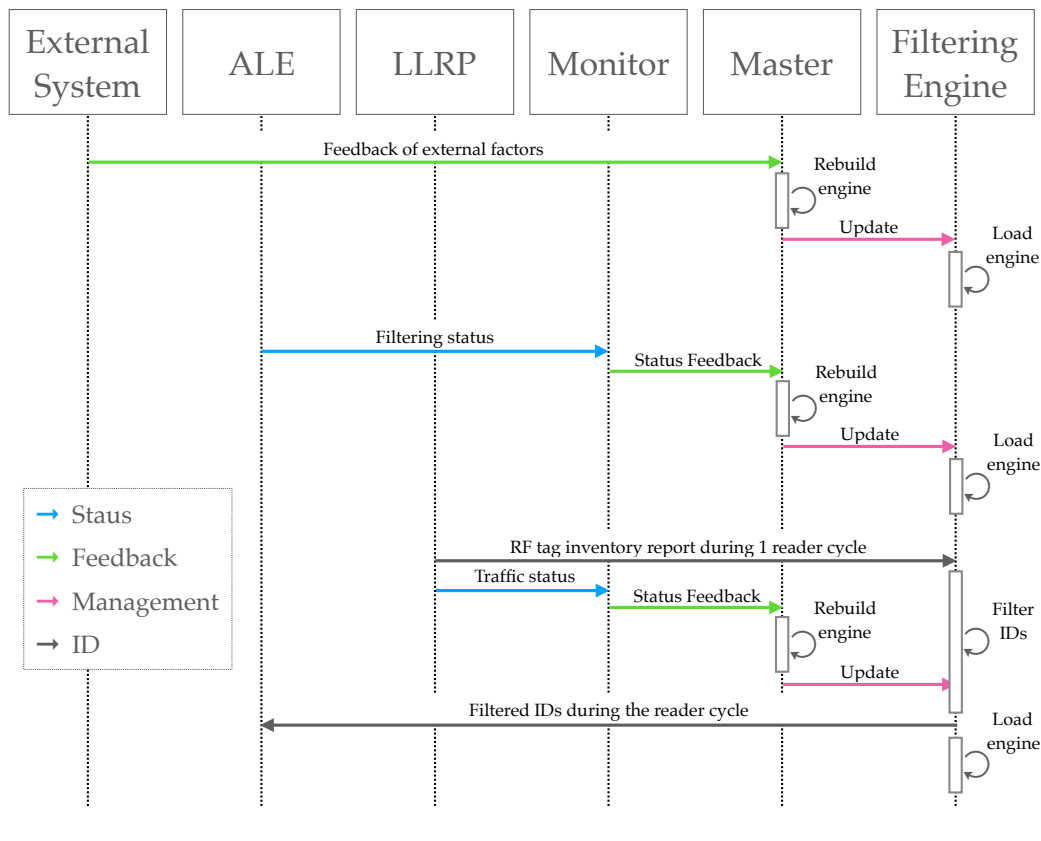 External
System
ALE
LLRP
Monitor
Master
Filtering
Engine
Feedback of external factors
Rebuild
engine
Update
Load
engine
Filtering status
Status Feedback
Rebuild
engine
Update
Load
engine
Staus
Feedback
Management
ID
RF tag inventory report during 1 reader cycle
Traffic status
Status Feedback
Rebuild
engine
Filter
IDs
Update
Filtered IDs during the reader cycle
Load
engine